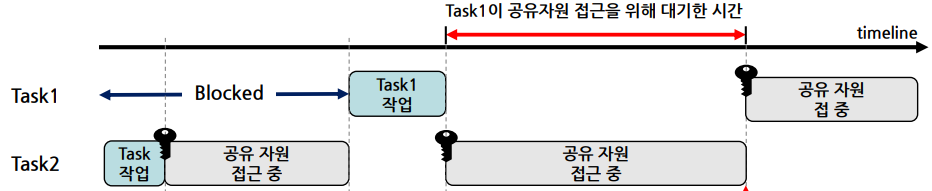 Task1이 공유자원 접근을 위해 대기한 시간
timeline
Task1
Blocked
Task1
작업
공유 자원
접 중
Task2
Task
작업
공유 자원
접근 중
공유 자원
접근 중